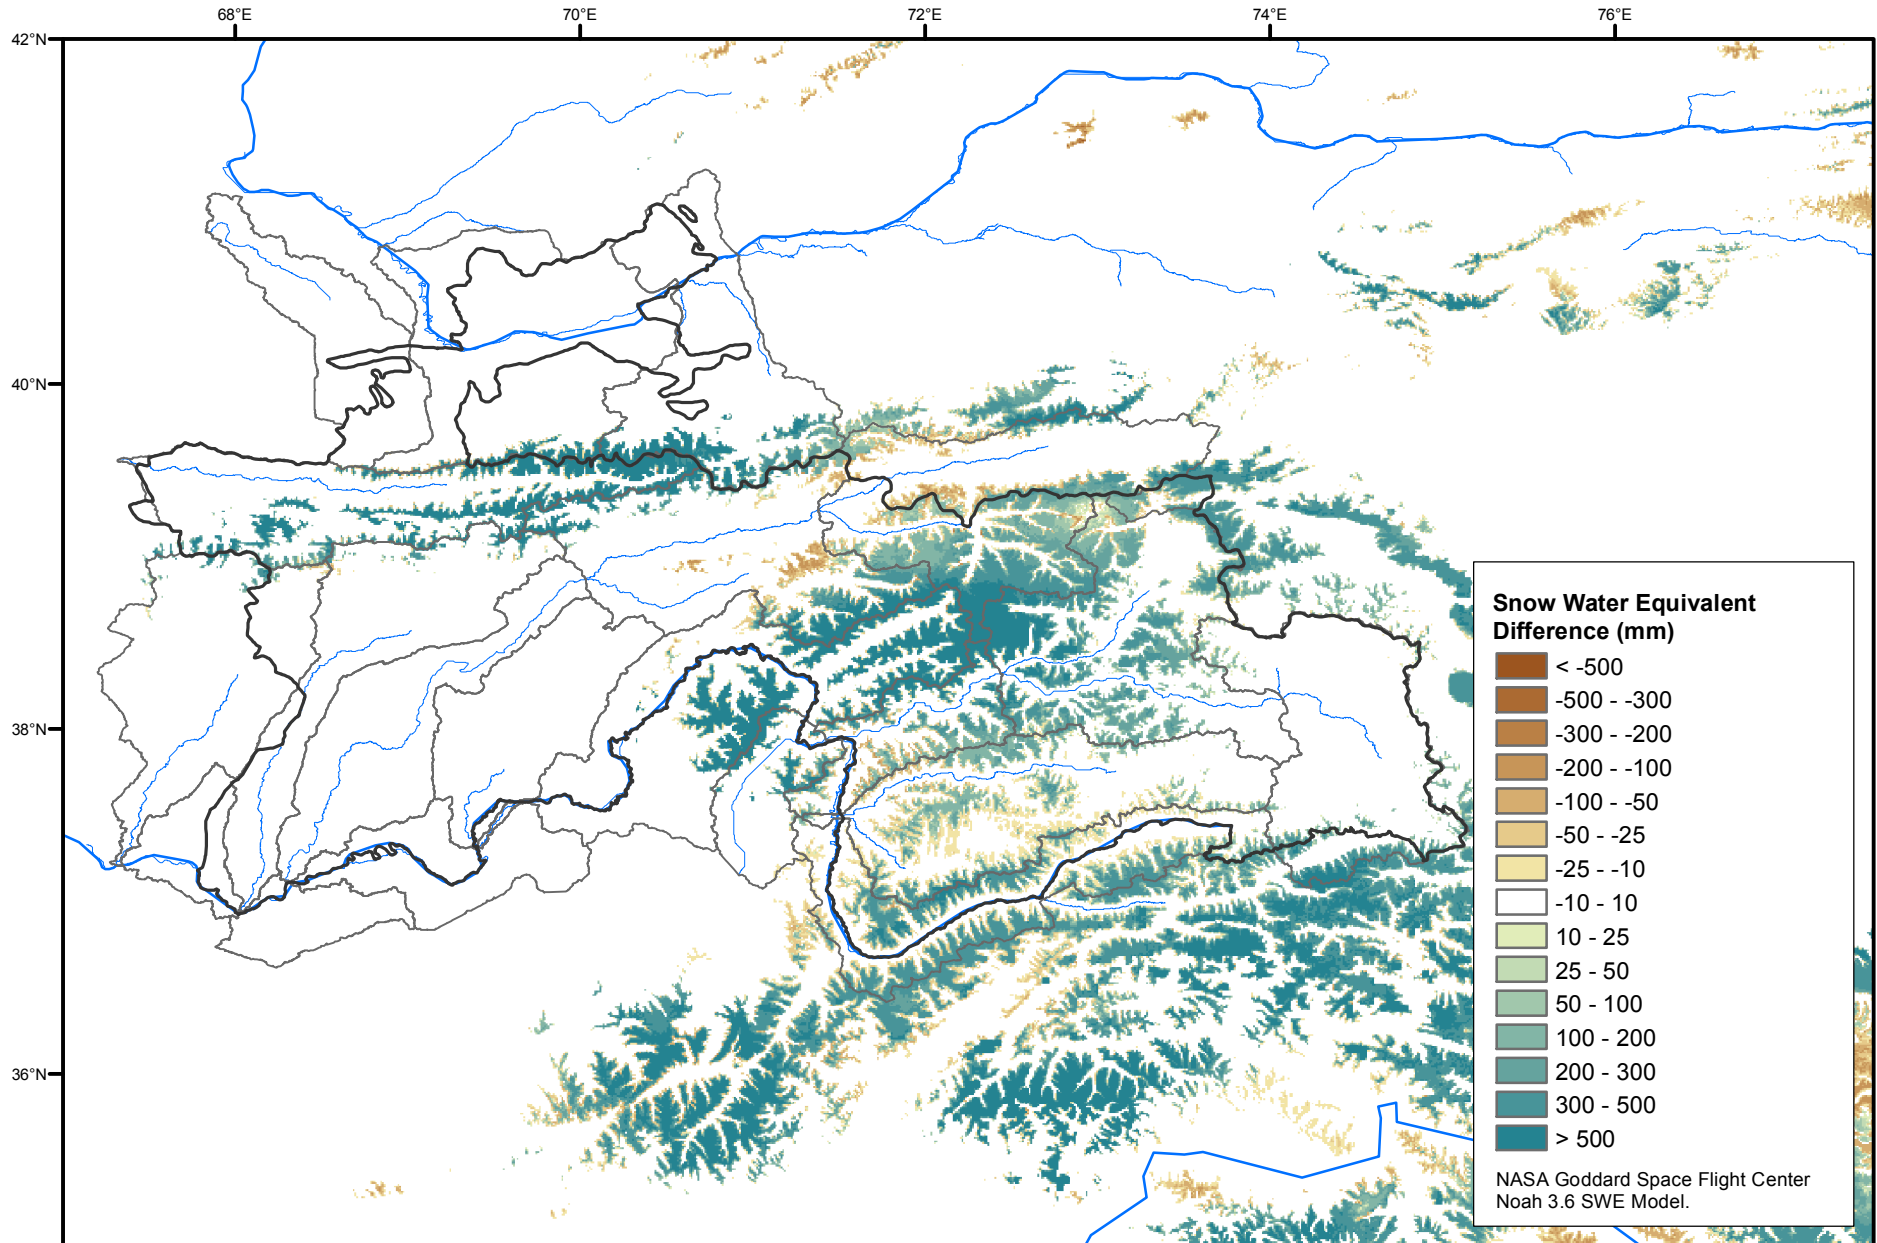 68°E
70°E
72°E
74°E
76°E
42°N
40°N
38°N
36°N
Snow Water Equivalent
Difference (mm)
< -500
-500 - -300
-300 - -200
-200 - -100
-100 - -50
-50 - -25
-25 - -10
-10 - 10
10 - 25
25 - 50
50 - 100
100 - 200
200 - 300
300 - 500
> 500
NASA Goddard Space Flight Center
Noah 3.6 SWE Model.